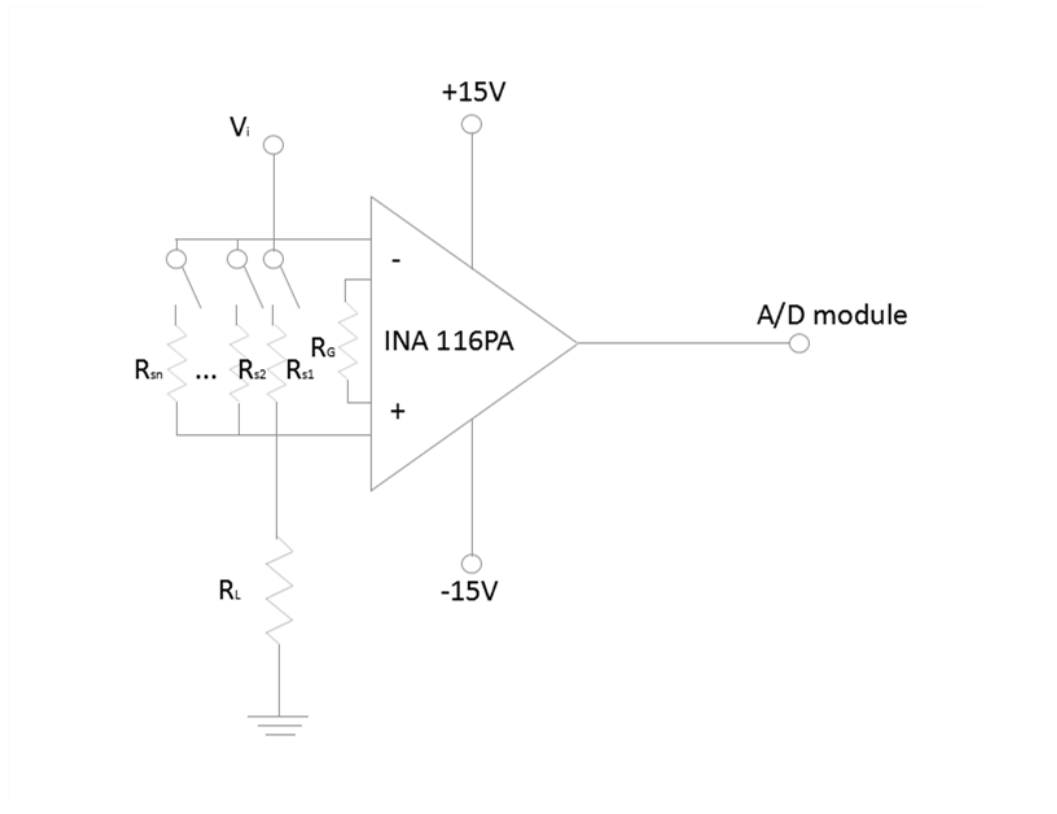 +15V
Vi
-
INA 116PA
A/D module
RG
Rsn ... Rs2 Rs1
+
RL
-15V